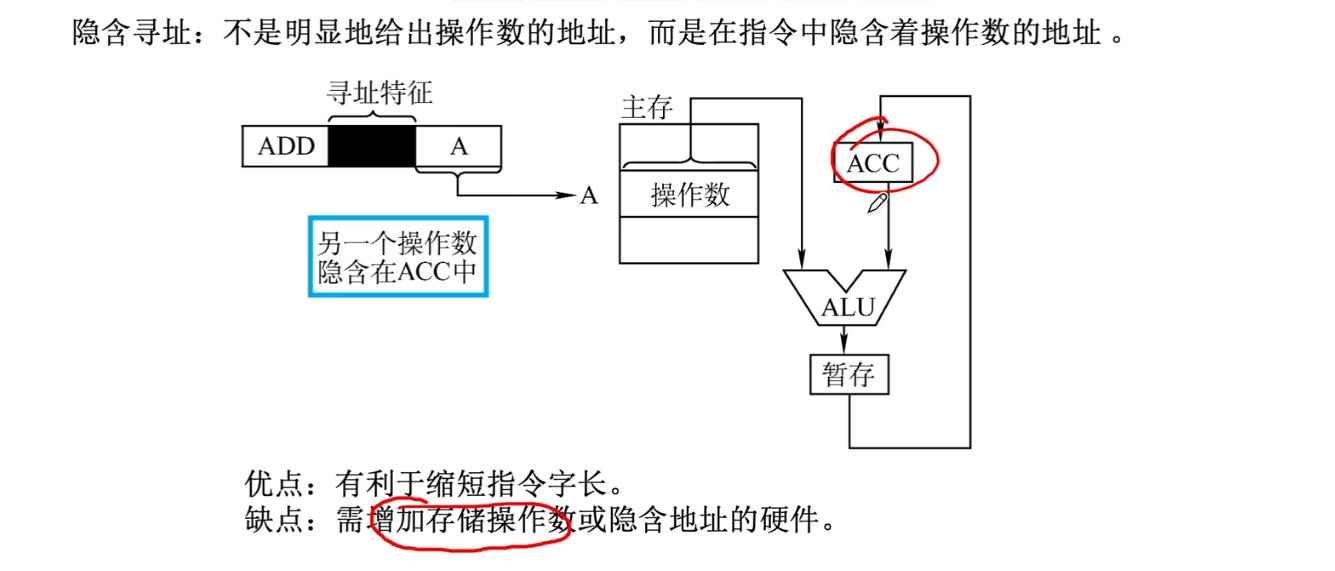 隐含寻址：不是明显地给出操作数的地址，而是在指令中隐含着操作数的地址 。
寻址特征
ADD
A
A
另一个操作数
隐含在ACC中
主存
操作数
ACC
ALU
暂存
优点：有利于缩短指令字长。
缺点：需增加存储操作数或隐含地址的硬件。